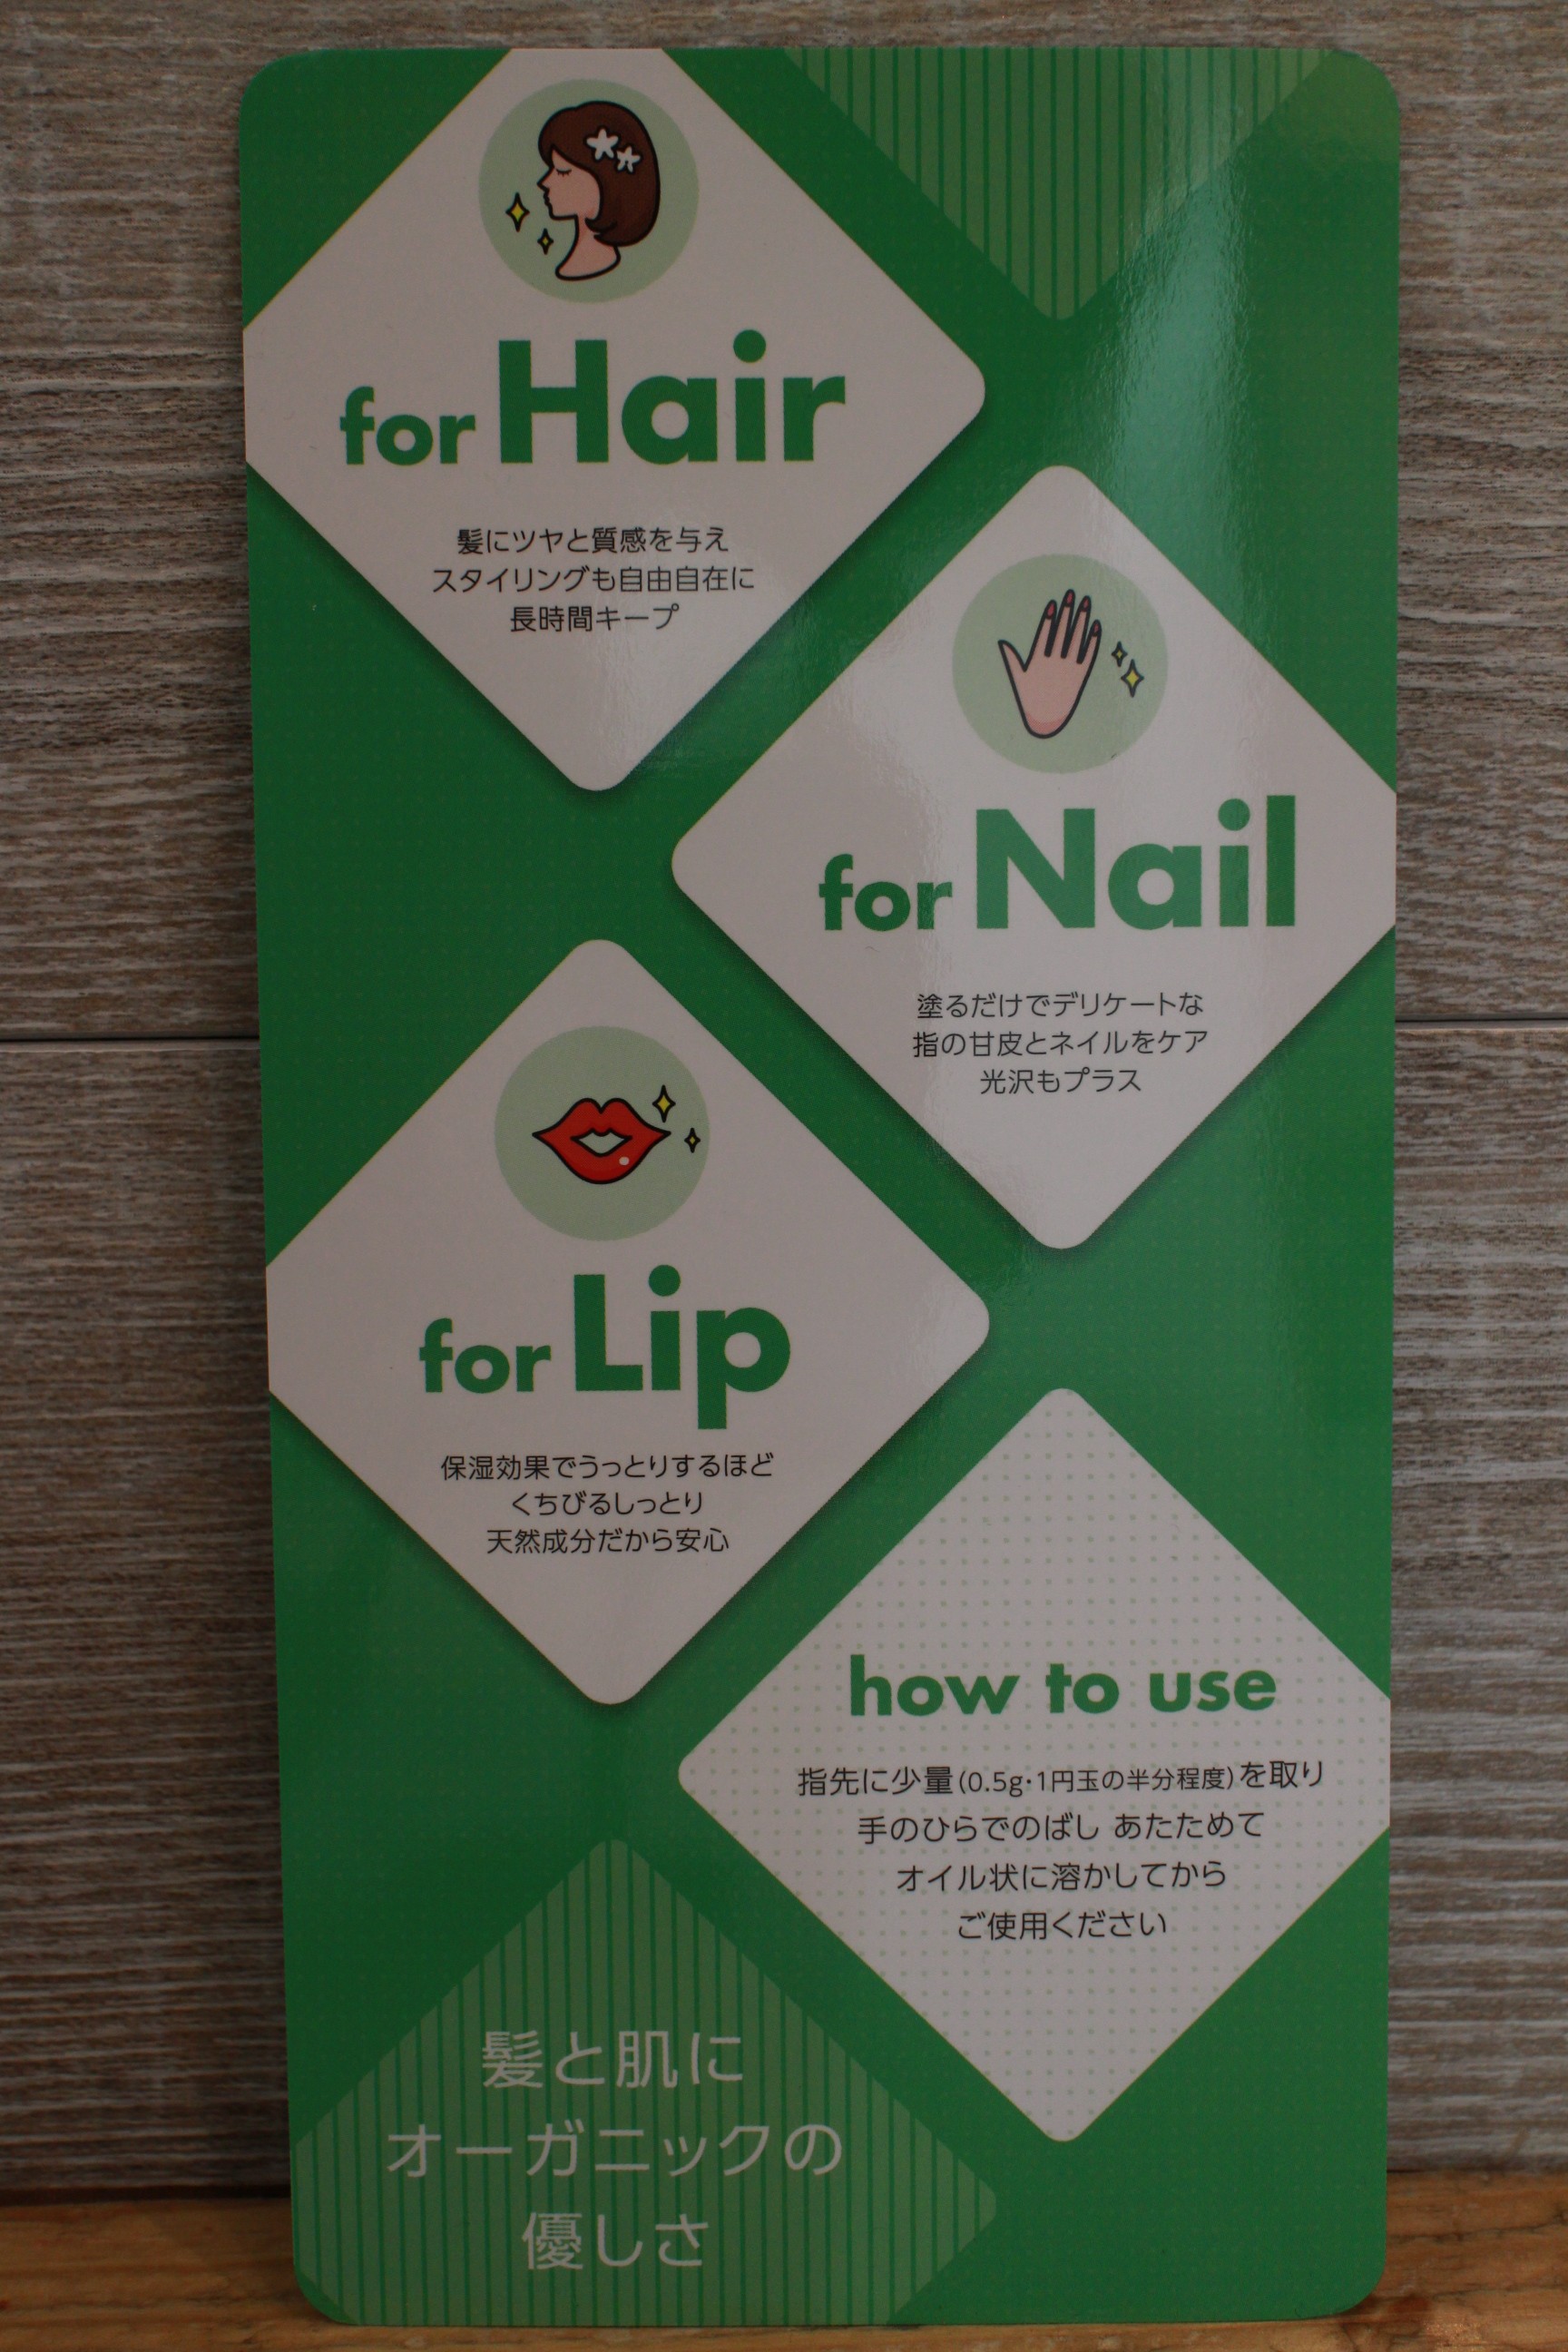 for Hair
髪にツヤと質感を与え
スタイリングも自由自在に
長時間キープ
for Nail
塗るだけでデリケートな
指の甘皮とネイルをケア
光沢もプラス
for Lip
保湿効果でうっとりするほど
くちびるしっとり
天然成分だから安心
how to use
指先に少量(0.5g・1円玉の半分程度)を取り
手のひらでのばし あたためて
オイル状に溶かしてから
ご使用ください
髪と肌に
オーガニックの
優しさ